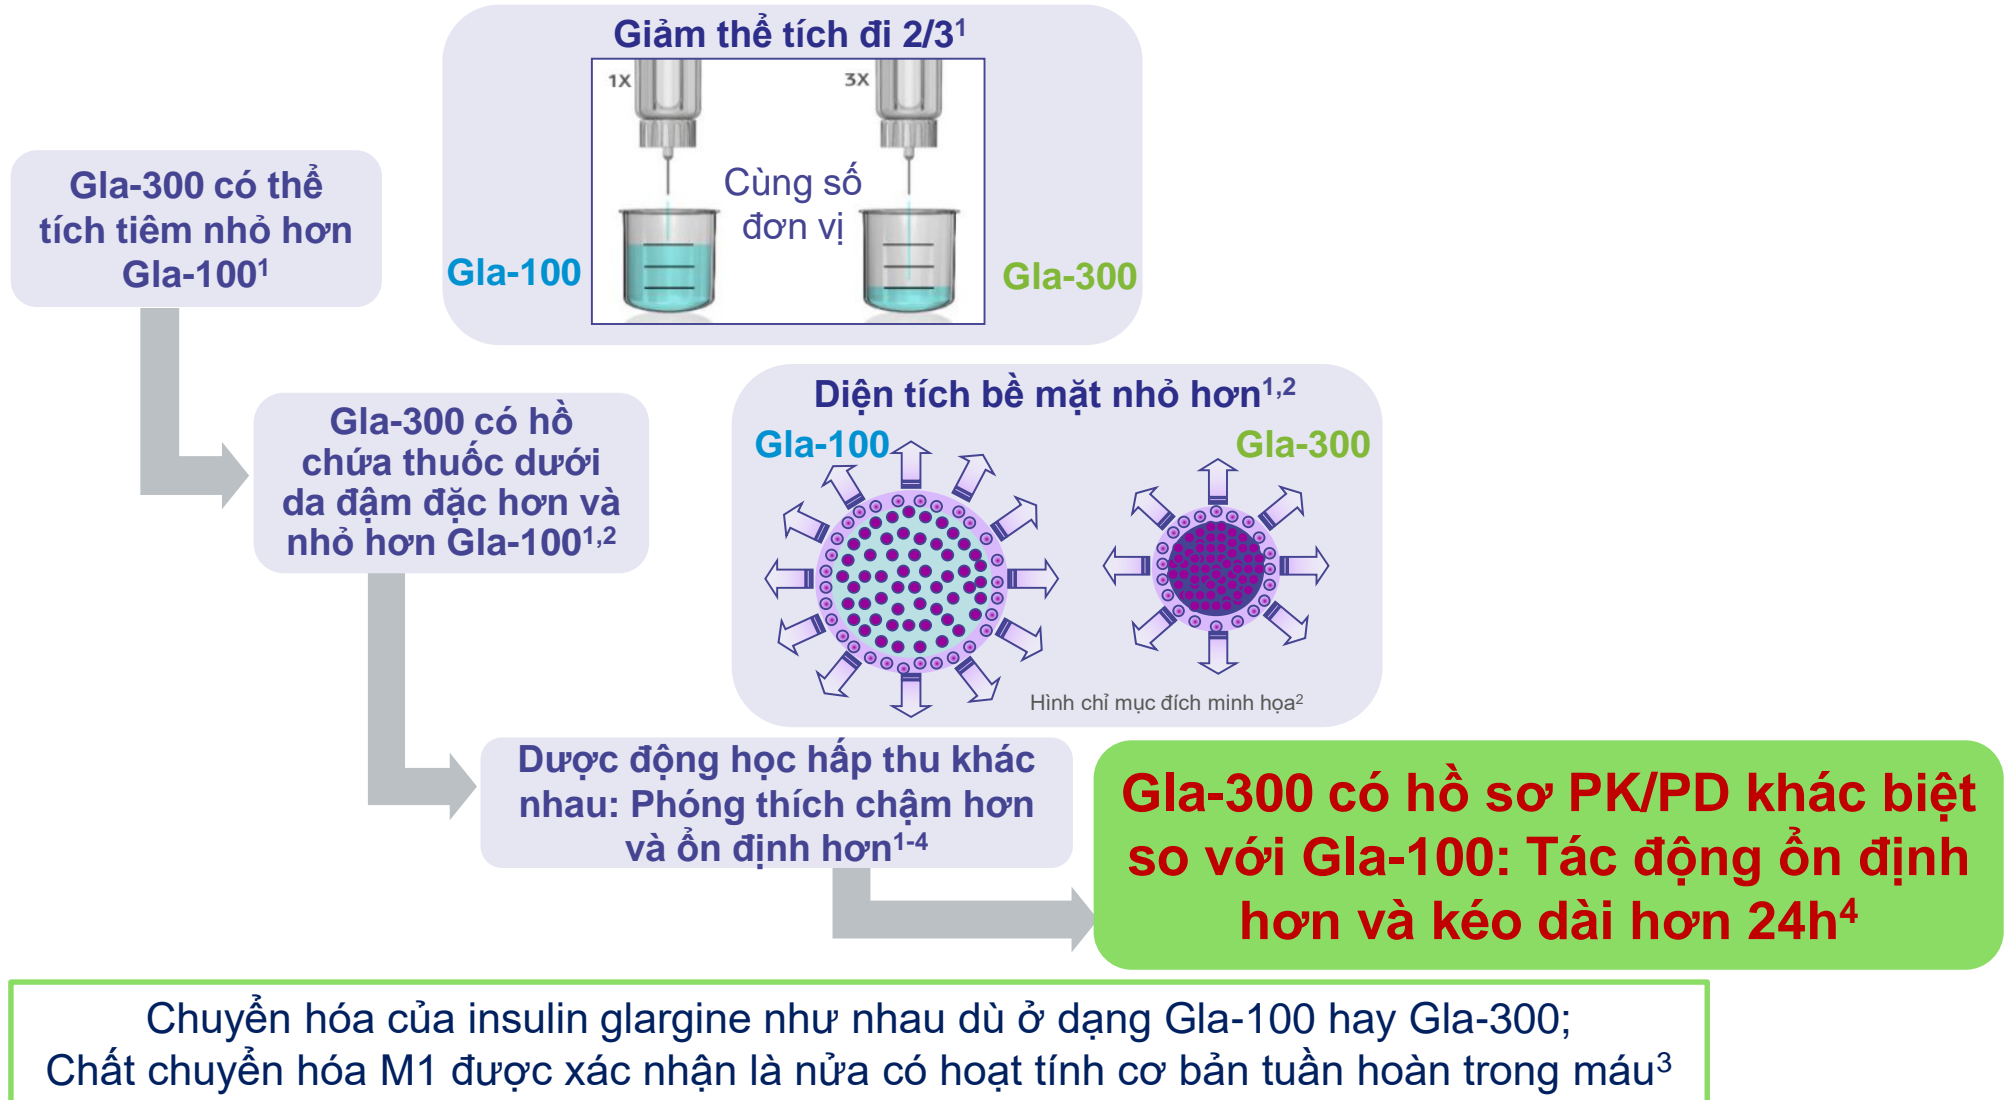 Giảm thể tích đi 2/3¹
1X
3X
Cùng số
đơn vị
Gla-100
Gla-300
Gla-300 có thể
tích tiêm nhỏ hơn
Gla-100¹
Diện tích bề mặt nhỏ hơn¹,²
Gla-100
Gla-300
Hình chỉ mục đích minh họa²
Gla-300 có hồ
chứa thuốc dưới
da đậm đặc hơn và
nhỏ hơn Gla-100¹,²
Dược động học hấp thu khác
nhau: Phóng thích chậm hơn
và ổn định hơn¹⁻⁴
Gla-300 có hồ sơ PK/PD khác biệt
so với Gla-100: Tác động ổn định
hơn và kéo dài hơn 24h⁴
Chuyển hóa của insulin glargine như nhau dù ở dạng Gla-100 hay Gla-300;
Chất chuyển hóa M1 được xác nhận là nửa có hoạt tính cơ bản tuần hoàn trong máu³